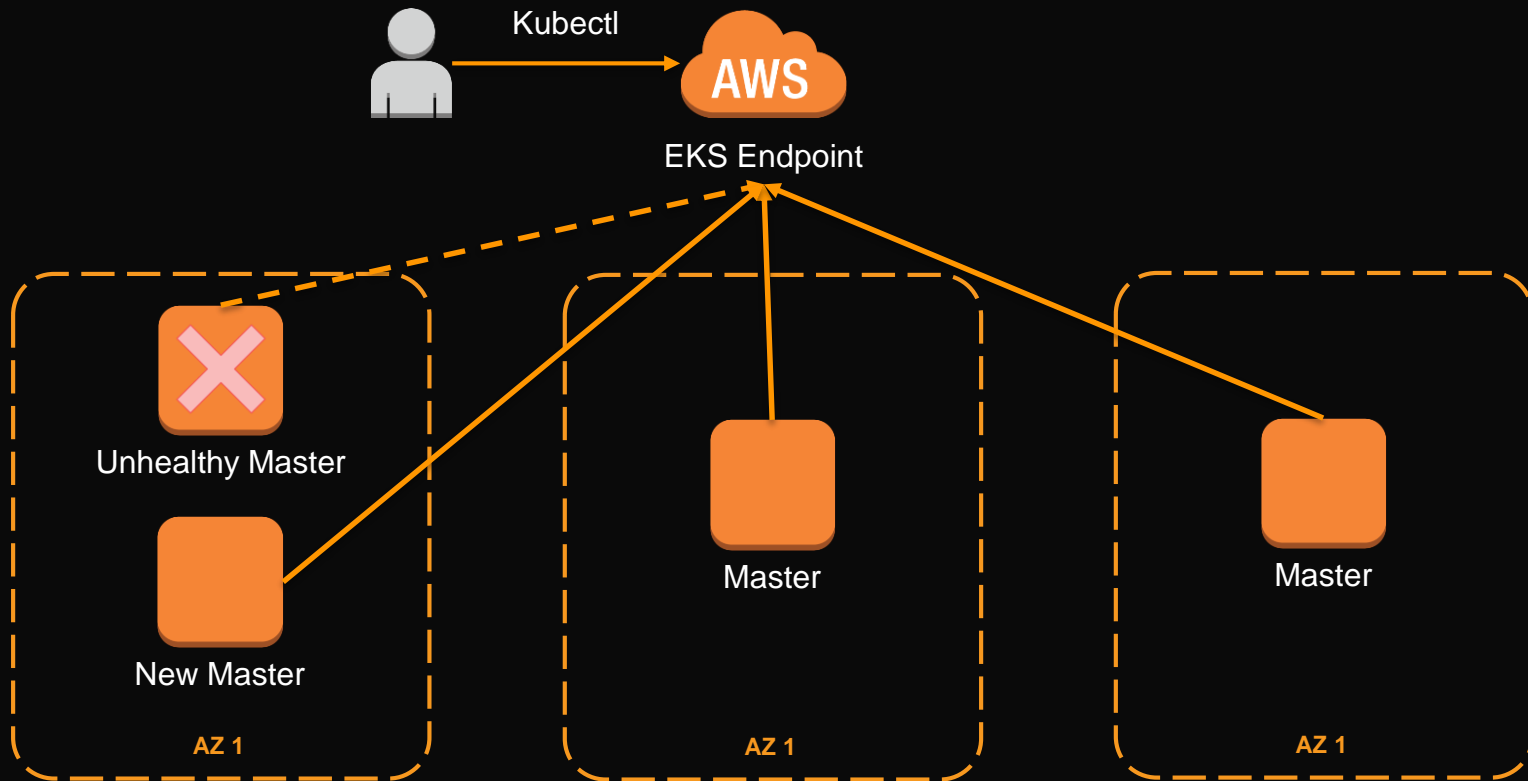 Kubectl
AWS
EKS Endpoint
Unhealthy Master
New Master
Master
Master
AZ 1
AZ 1
AZ 1